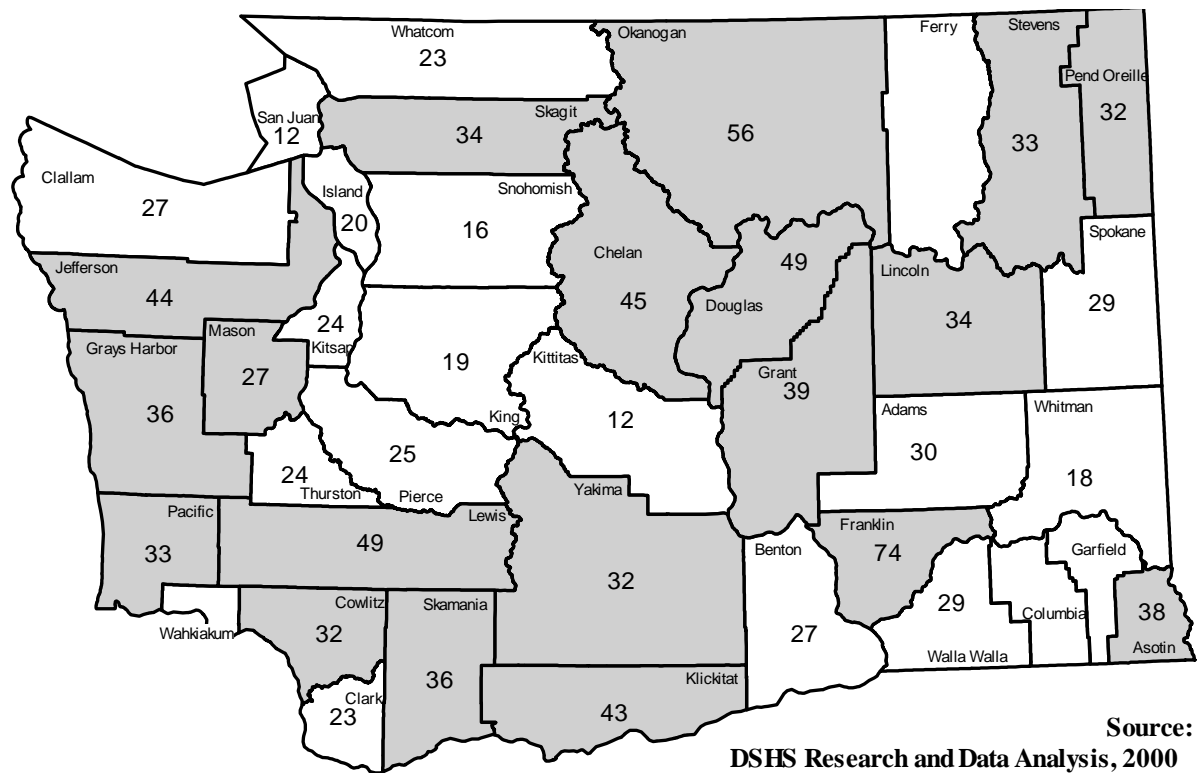 Whatcom
23
Okanogan
56
Ferry
Stevens
33
Pend Oreille
32
San Juan
12
Skagit
34
Clallam
27
Island
20
Snohomish
16
Chelan
45
Douglas
49
Lincoln
34
Spokane
29
Jefferson
44
Kitsap
24
Mason
27
Grays Harbor
36
King
19
Kittitas
12
Grant
39
Adams
30
Whitman
18
Thurston
24
Pierce
25
Yakima
32
Pacific
33
Lewis
49
Benton
27
Franklin
74
Walla Walla
29
Columbia
Garfield
Asotin
38
Wahkiakum
Cowlitz
32
Skamania
36
Clark
23
Klickitat
43
Source:
DSHS Research and Data Analysis, 2000